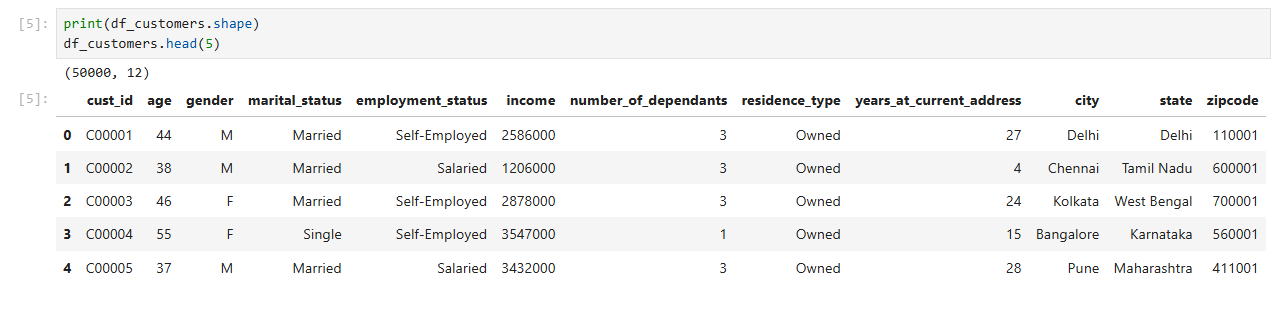 [5]: print(df_customers.shape)
df_customers.head(5)
(50000, 12)
[5]: cust_id age gender marital_status employment_status income number_of_dependants residence_type years_at_current_address city state zipcode
0 C00001 44 M Married Self-Employed 2586000 3 Owned 27 Delhi Delhi 110001
1 C00002 38 M Married Salaried 1206000 3 Owned 4 Chennai Tamil Nadu 600001
2 C00003 46 F Married Self-Employed 2878000 3 Owned 24 Kolkata West Bengal 700001
3 C00004 55 F Single Self-Employed 3547000 1 Owned 15 Bangalore Karnataka 560001
4 C00005 37 M Married Salaried 3432000 3 Owned 28 Pune Maharashtra 411001